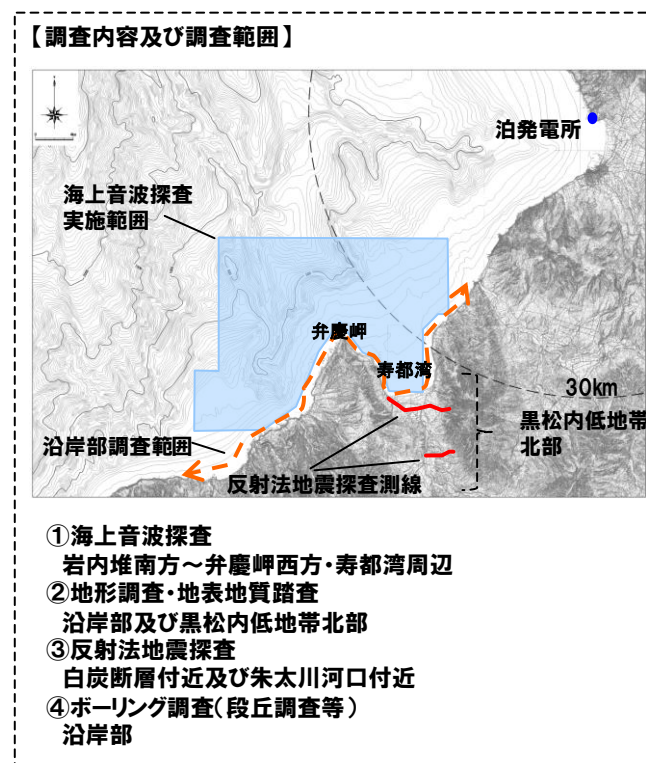 【調査内容及び調査範囲】
泊発電所
海上音波探査
実施範囲
弁慶岬
寿都湾
30km
黒松内低地帯
北部
沿岸部調査範囲
反射法地震探査測線
①海上音波探査
岩内堆南方～弁慶岬西方・寿都湾周辺
②地形調査・地表地質踏査
沿岸部及び黒松内低地帯北部
③反射法地震探査
白炭断層付近及び朱太川河口付近
④ボーリング調査(段丘調査等)
沿岸部